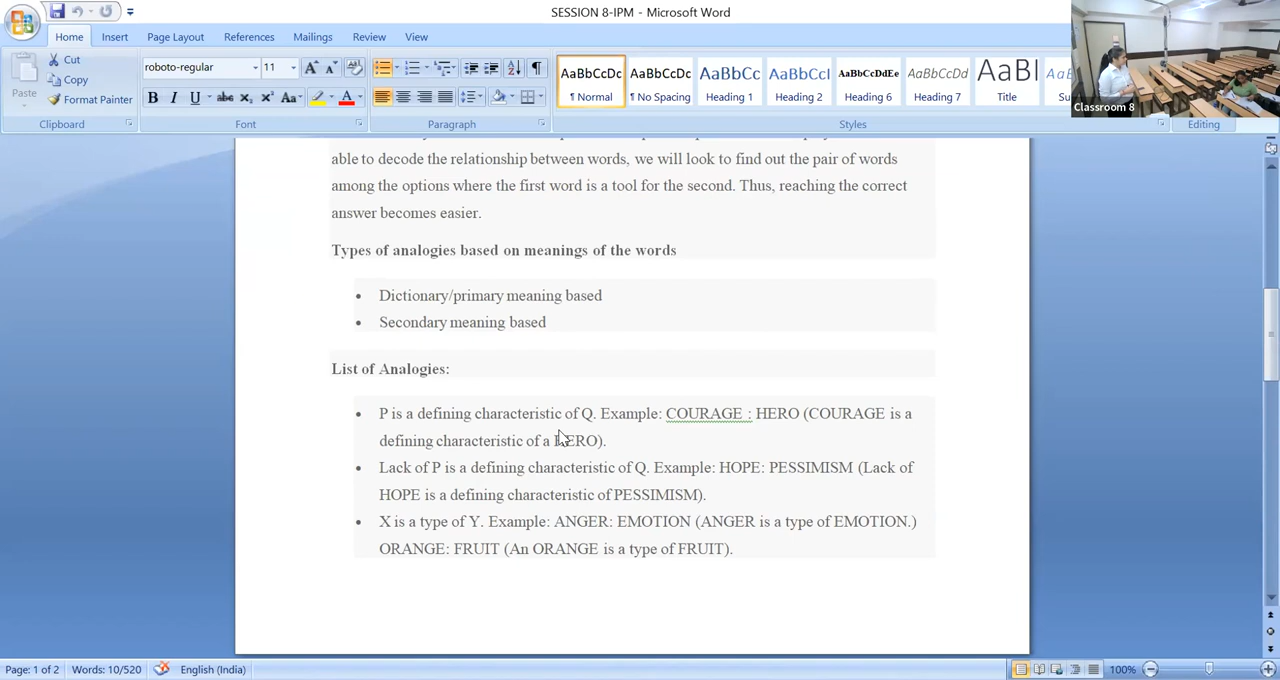 SESSION 8-IPM - Microsoft Word
Home Insert Page Layout References Mailings Review View
Paste
Cut
Copy
Format Painter
Clipboard
roboto-regular 11
Font
Paragraph
AaBbCcDc AaBbCcDc AaBbCc AaBbCcI AaBbCcDdEe AaBbCcDd AaBl
¶ Normal ¶ No Spacing Heading 1 Heading 2 Heading 6 Heading 7 Title
Styles
Editing
Classroom 8
able to decode the relationship between words, we will look to find out the pair of words
among the options where the first word is a tool for the second. Thus, reaching the correct
answer becomes easier.
Types of analogies based on meanings of the words
• Dictionary/primary meaning based
• Secondary meaning based
List of Analogies:
• P is a defining characteristic of Q. Example: COURAGE : HERO (COURAGE is a
defining characteristic of a HERO).
• Lack of P is a defining characteristic of Q. Example: HOPE: PESSIMISM (Lack of
HOPE is a defining characteristic of PESSIMISM).
• X is a type of Y. Example: ANGER: EMOTION (ANGER is a type of EMOTION.)
ORANGE: FRUIT (An ORANGE is a type of FRUIT).
Page: 1 of 2 Words: 10/520 English (India) 100%